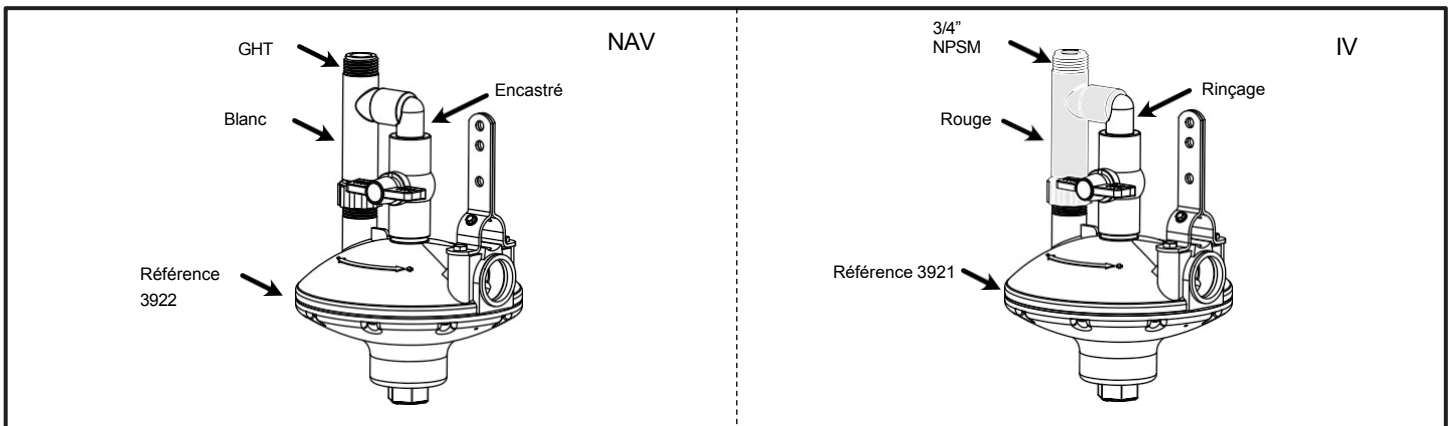 NAV
GHT
Encastré
Blanc
Référence
3922
3/4”
NPSM
IV
Rinçage
Rouge
Référence 3921